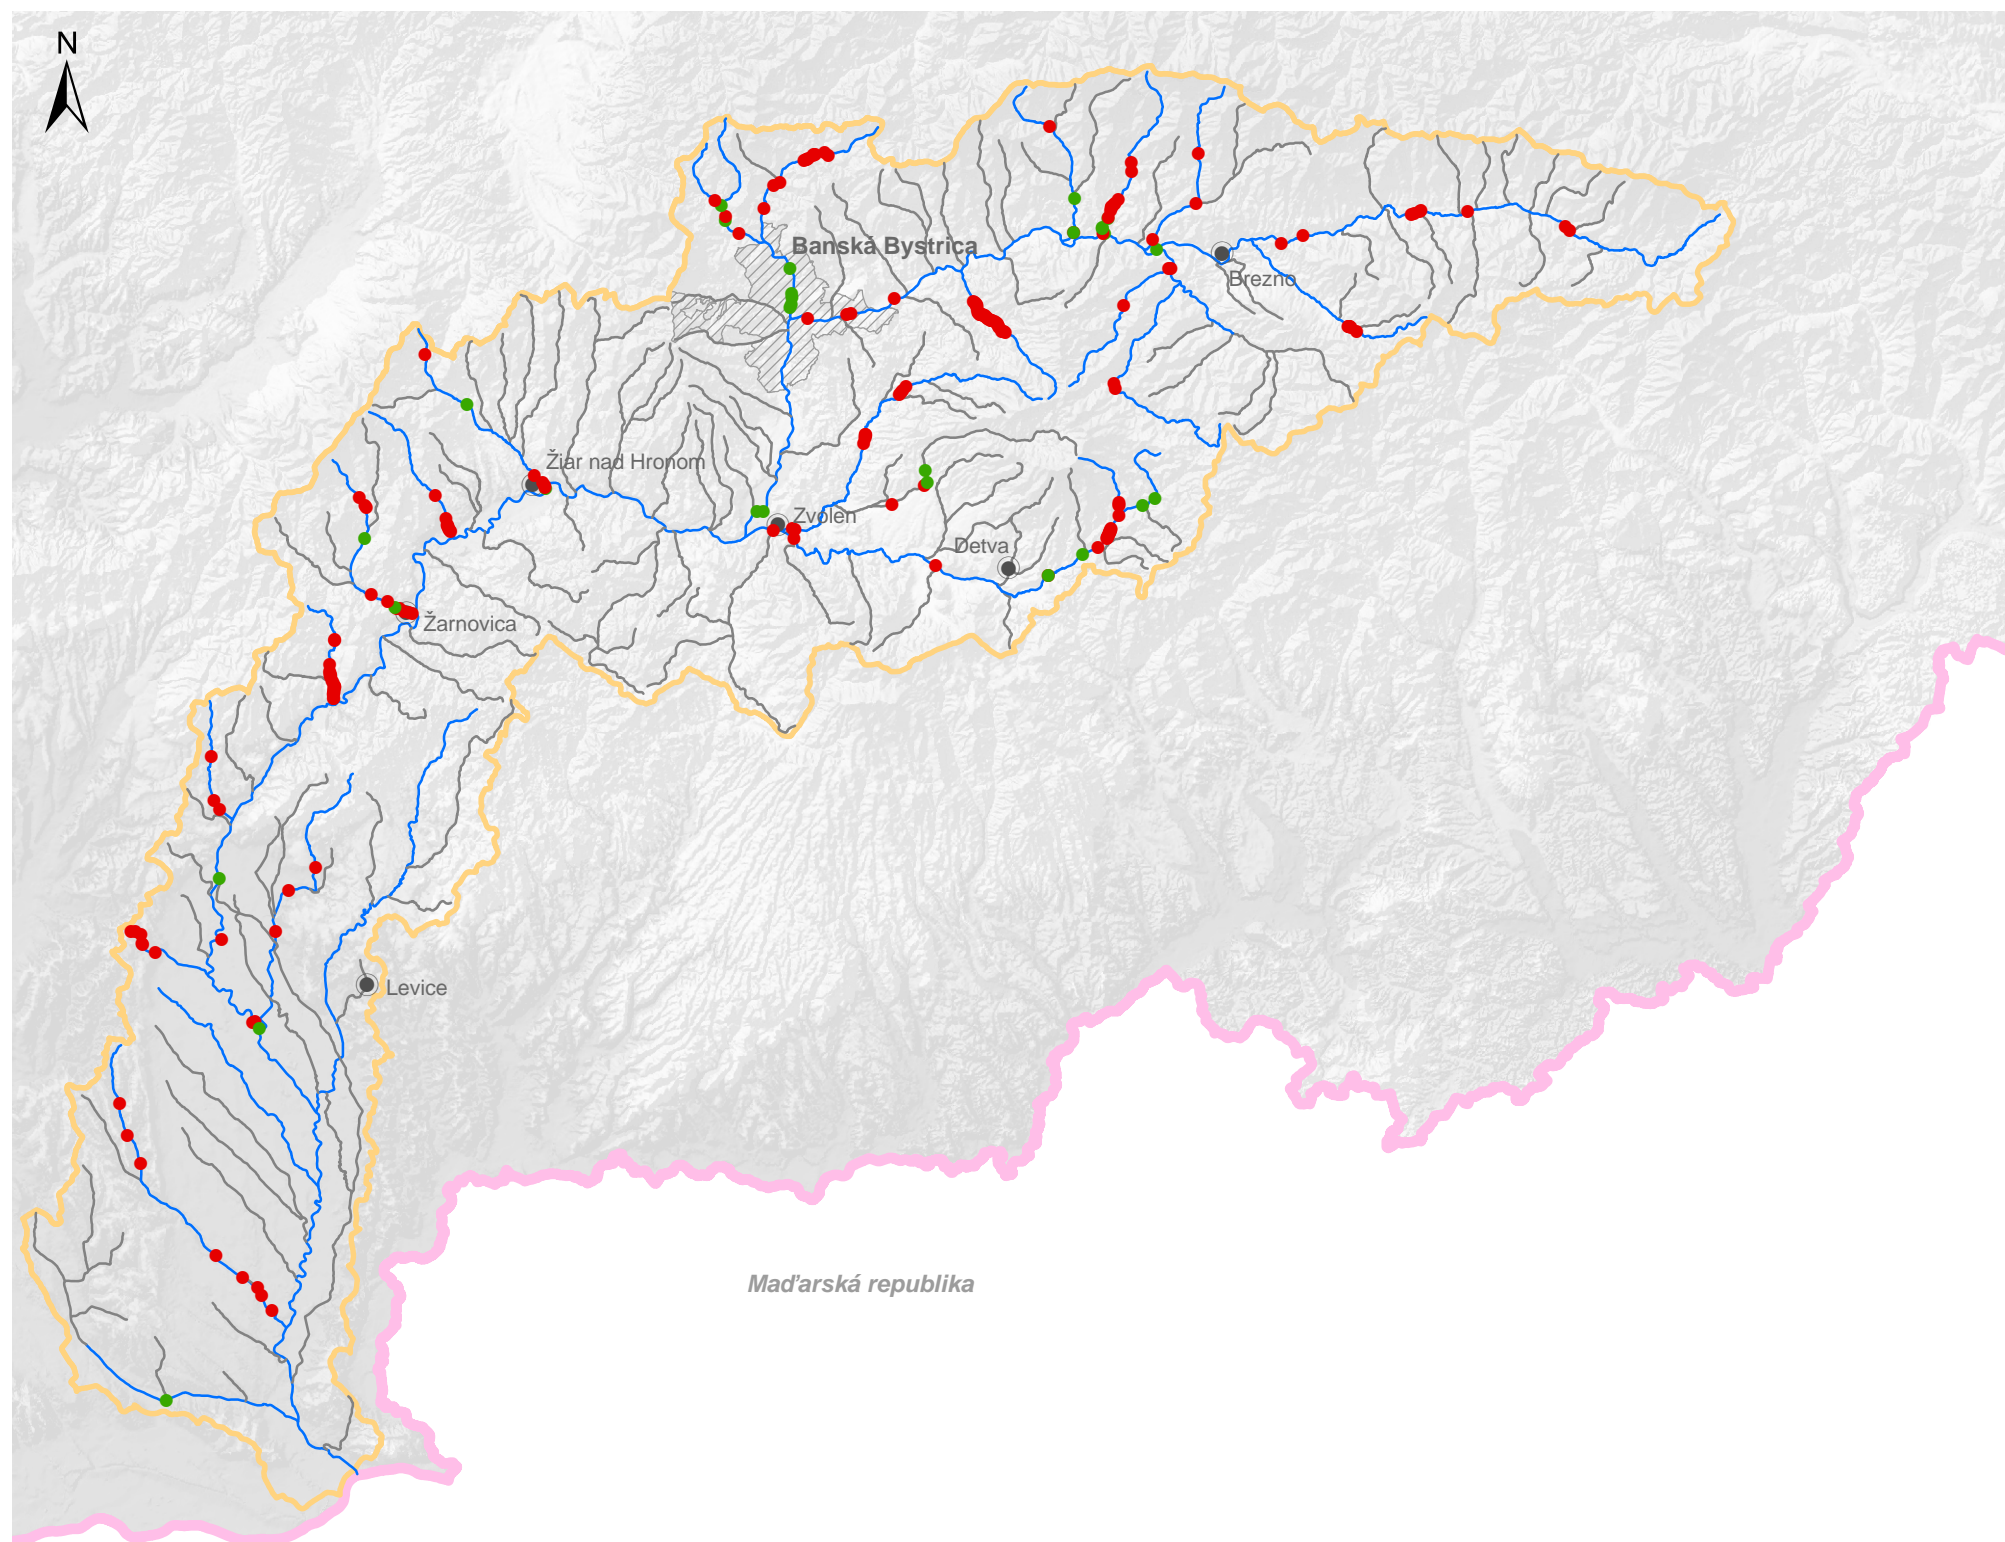 N
Banská Bystrica
Brezno
Žiar nad Hronom
Zvolen
Detva
Žarnovica
Levice
Maďarská republika